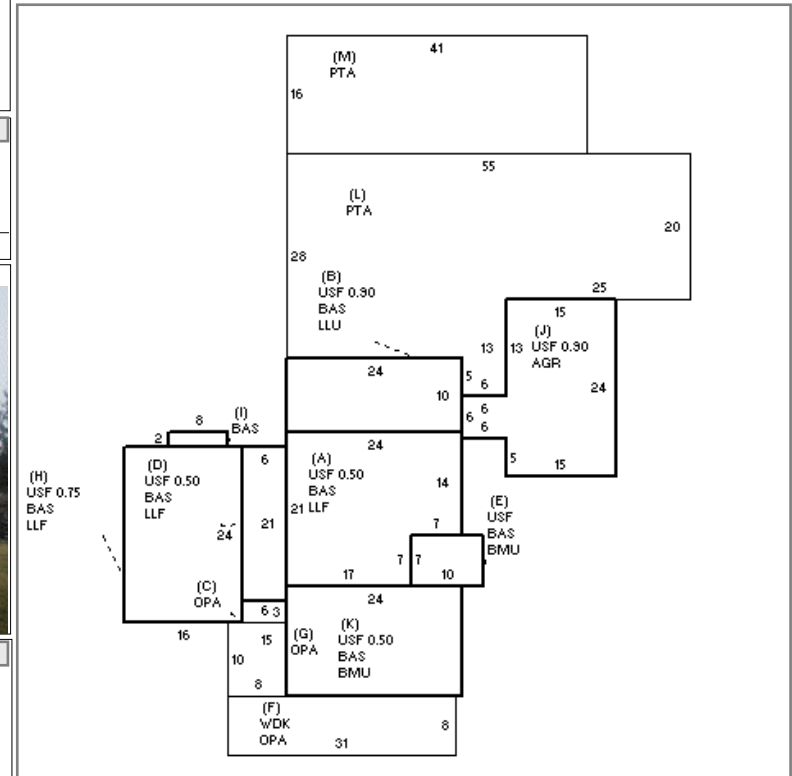 41
(M)
PTA
16
55
(L)
PTA
20
28
(B)
USF 0.90
BAS
LLU
25
15
(J)
USF 0.90
AGR
13
13
24
5
6
24
10
6
6
6
24
5
15
8
(I)
BAS
2
6
(A)
USF 0.50
BAS
LLF
21
14
(D)
USF 0.50
BAS
LLF
24
21
(H)
USF 0.75
BAS
LLF
(E)
USF
BAS
BMU
7
7
7
10
17
(C)
OPA
6
3
24
16
15
10
8
(G)
OPA
(K)
USF 0.50
BAS
BMU
(F)
WDK
OPA
31
8